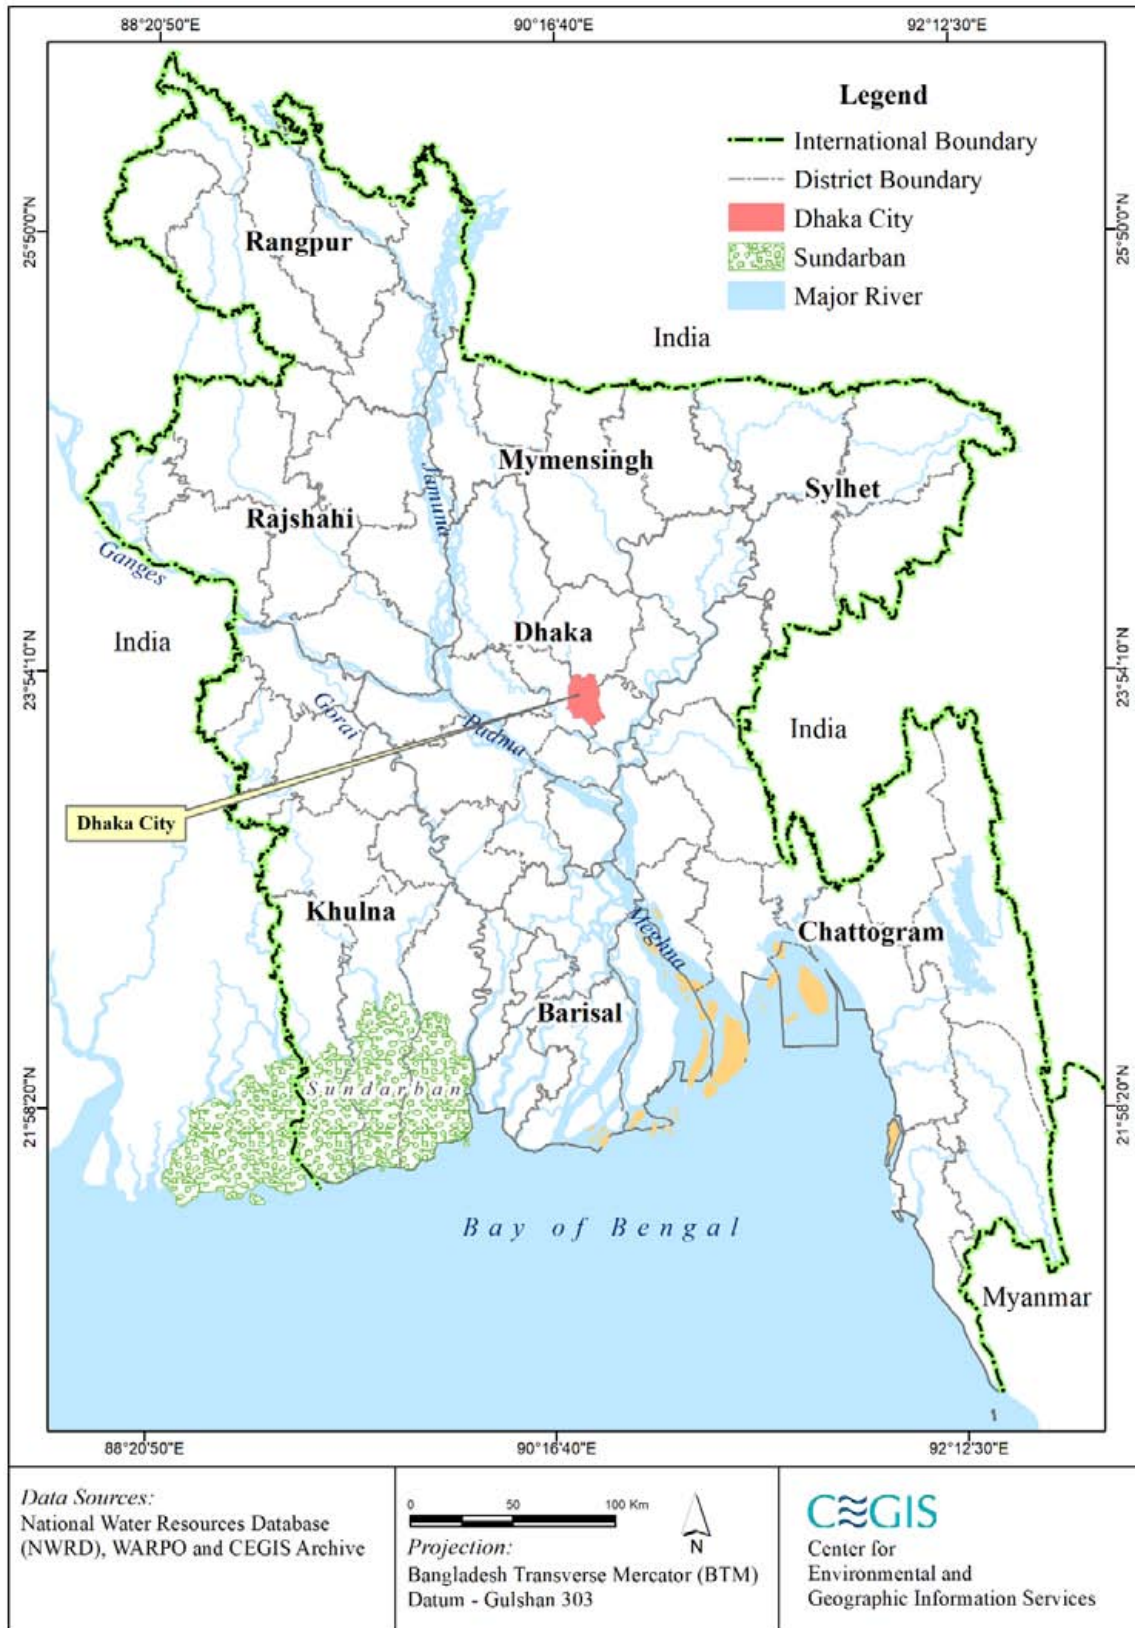 88°20'50"E 90°16'40"E 92°12'30"E
Legend
International Boundary
District Boundary
Dhaka City
Sundarban
Major River
25°50'0"N
25°50'0"N
Rangpur
India
Jamuna
Mymensingh
Sylhet
Rajshahi
Ganges
India
Dhaka
23°54'10"N
23°54'10"N
Gorai
Padma
India
Dhaka City
Khulna
Meghna
Chattogram
Barisal
Sundarban
21°58'20"N
21°58'20"N
Bay of Bengal
Myanmar
88°20'50"E 90°16'40"E 92°12'30"E
Data Sources:
National Water Resources Database
(NWRD), WARPO and CEGIS Archive
0 50 100 Km
N
Projection:
Bangladesh Transverse Mercator (BTM)
Datum - Gulshan 303
CEGIS
Center for
Environmental and
Geographic Information Services